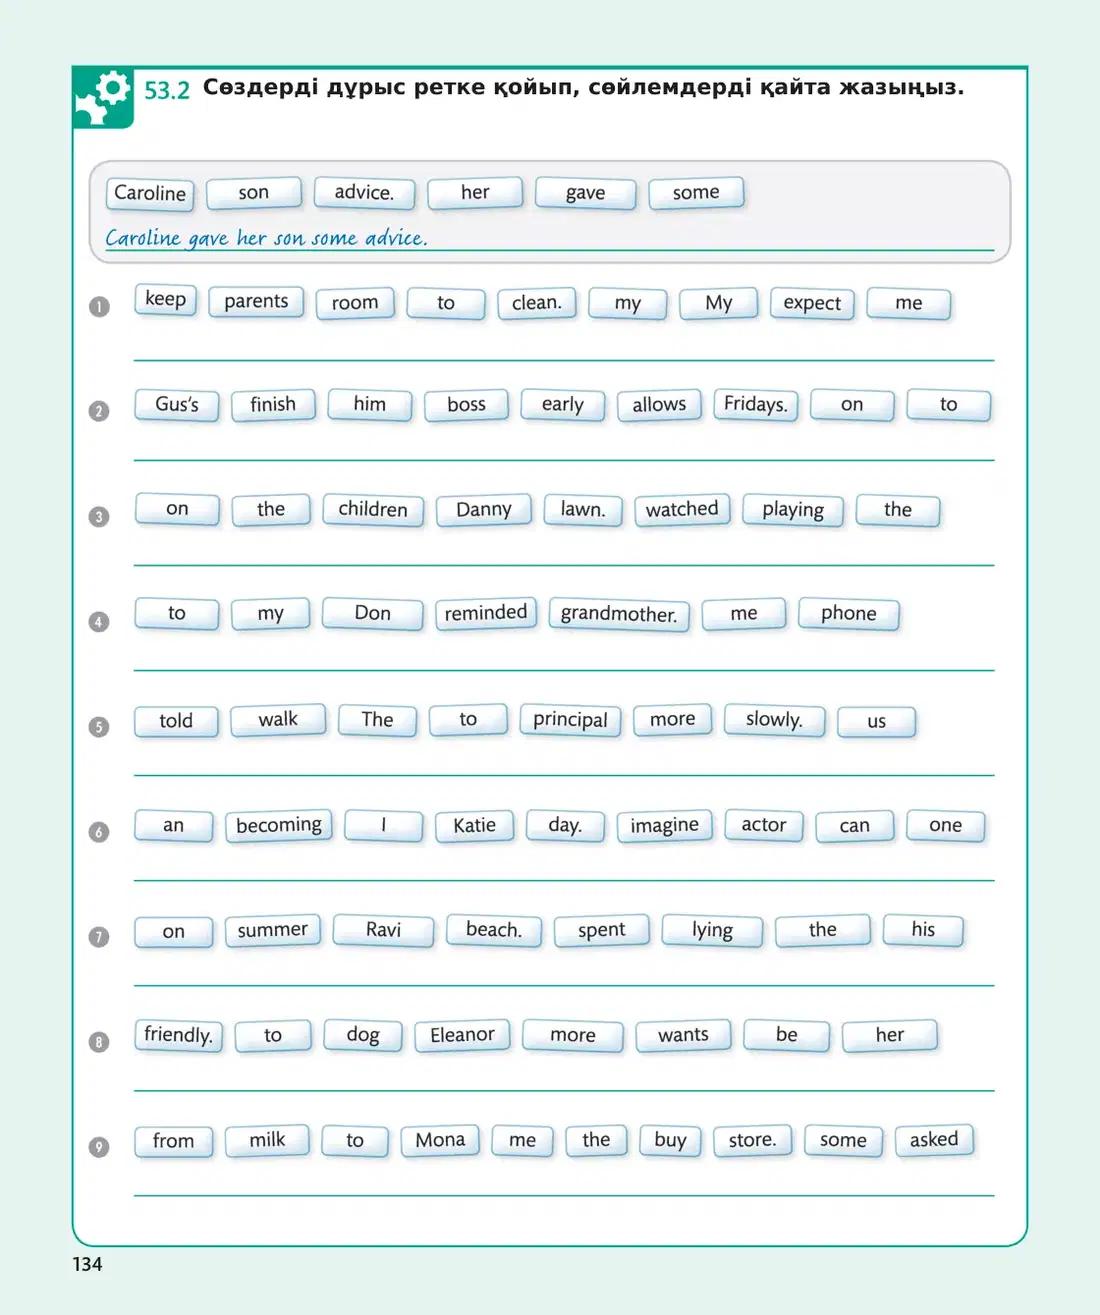 53.2 Сөздерді дұрыс ретке қойып, сөйлемдерді қайта жазыңыз.
Caroline son advice. her gave some
Caroline gave her son some advice.
1 keep parents room to clean. my My expect me
2 Gus's finish him boss early allows Fridays. on to
3 on the children Danny lawn. watched playing the
4 to my Don reminded grandmother. me phone
5 told walk The to principal more slowly. us
6 an becoming I Katie day. imagine actor can one
7 on summer Ravi beach. spent lying the his
8 friendly. to dog Eleanor more wants be her
9 from milk to Mona me the buy store. some asked
134